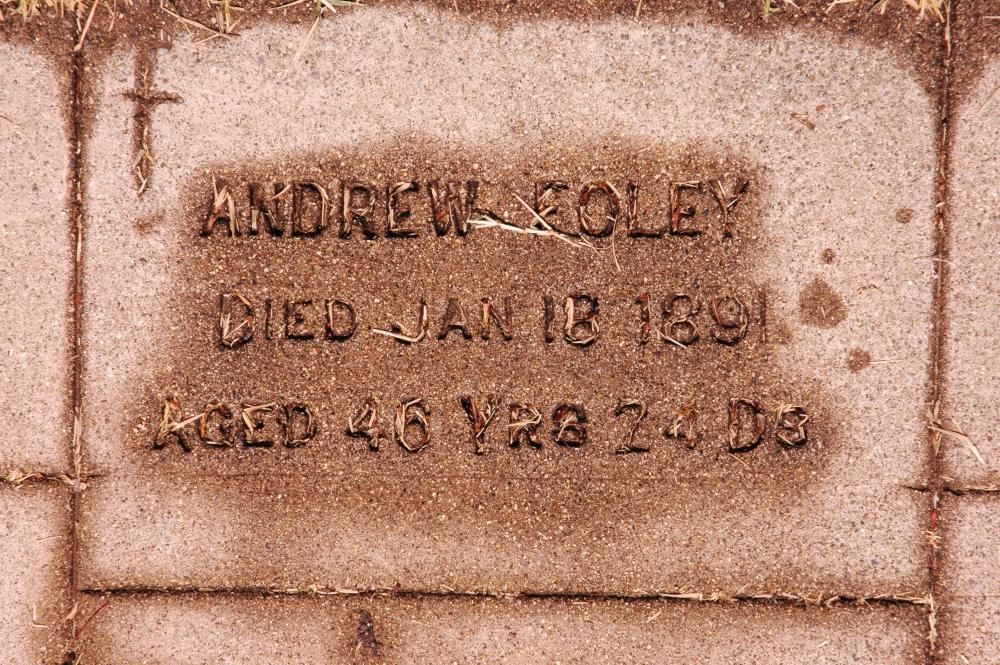 ANDREW FOLEY
DIED JAN 18 1891
AGED 46 YRS 24 DS